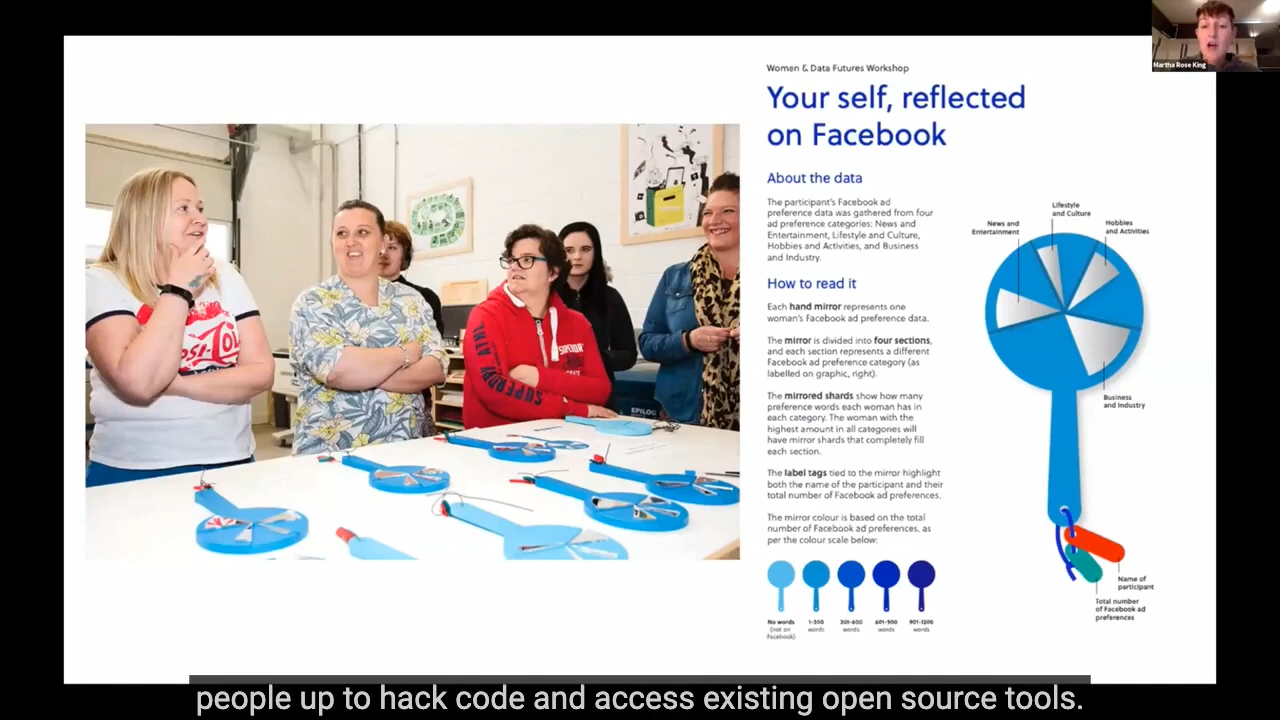 Martha Rose King
Women & Data Futures Workshop
Your self, reflected
on Facebook
About the data
The participant's Facebook ad
preference data was gathered from four
ad preference categories: News and
Entertainment, Lifestyle and Culture,
Hobbies and Activities, and Business
and Industry.
How to read it
Each hand mirror represents one
woman's Facebook ad preference data.
The mirror is divided into four sections,
and each section represents a different
Facebook ad preference category (as
labelled on graphic, right).
The mirrored shards show how many
preference words each woman has in
each category. The woman with the
highest amount in all categories will
have mirror shards that completely fill
each section.
The label tags tied to the mirror highlight
both the name of the participant and their
total number of Facebook ad preferences.
The mirror colour is based on the total
number of Facebook ad preferences, as
per the colour scale below:
No words
(not on
Facebook)
1-300
words
301-600
words
601-900
words
901-1200
words
News and
Entertainment
Lifestyle
and Culture
Hobbies
and Activities
Business
and Industry
Name of
participant
Total number
of Facebook ad
preferences
SUPERDRY ATHL
SUPERIOR
EPILOG
people up to hack code and access existing open source tools.